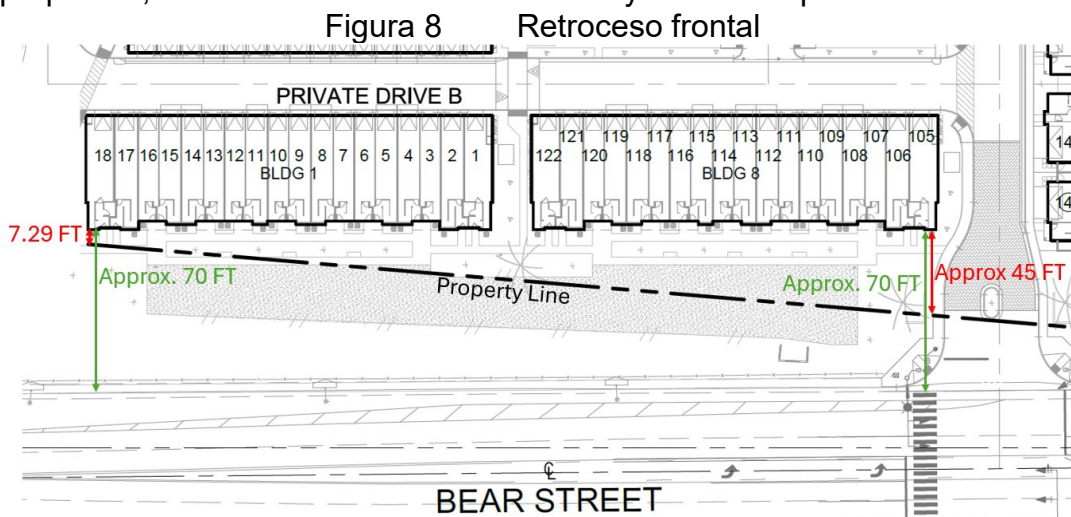 Figura 8 Retroceso frontal
PRIVATE DRIVE B
18 17 16 15 14 13 12 11 10 9 8 7 6 5 4 3 2 1
BLDG 1
121 119 117 115 113 111 109 107 105
122 120 118 116 114 112 110 108 106
BLDG 8
14
14
7.29 FT
Approx. 70 FT
Property Line
Approx. 70 FT
Approx 45 FT
BEAR STREET